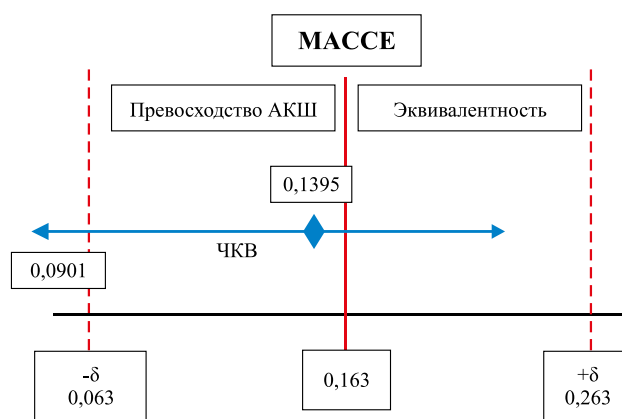 МАССЕ
Превосходство АКШ
Эквивалентность
0,1395
ЧКВ
0,0901
-δ
0,063
0,163
+δ
0,263